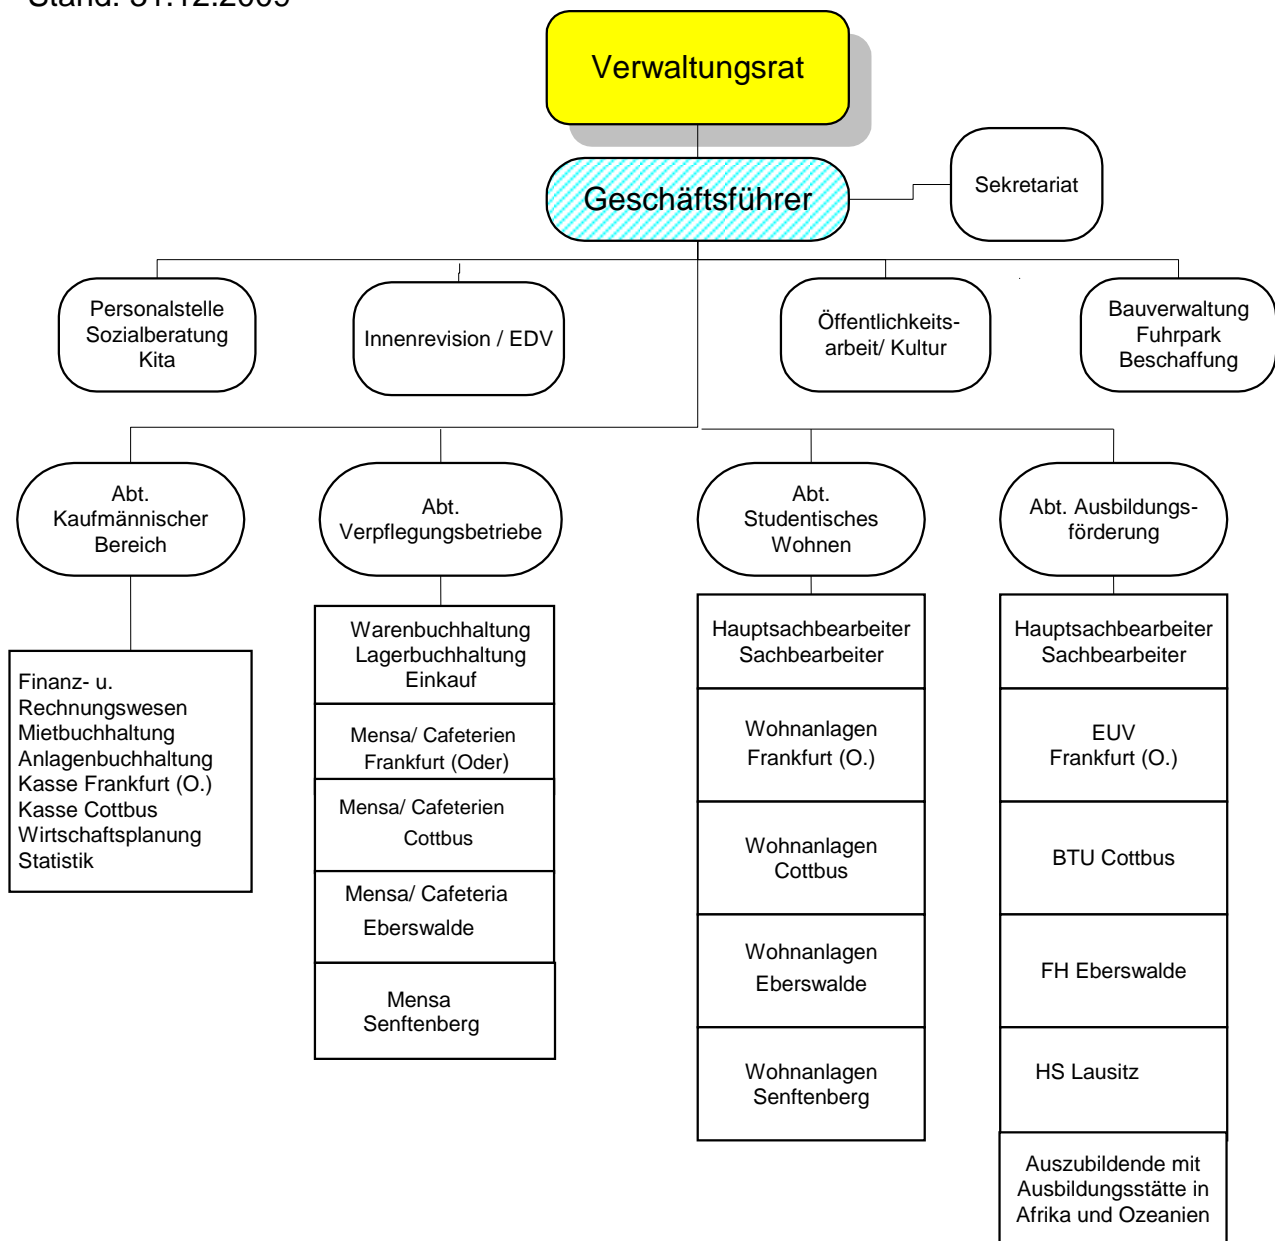 Stand: 31.12.2009
Verwaltungsrat
Geschäftsführer
Sekretariat
Personalstelle
Sozialberatung
Kita
Innenrevision / EDV
Öffentlichkeits-
arbeit/ Kultur
Bauverwaltung
Fuhrpark
Beschaffung
Abt.
Kaufmännischer
Bereich
Abt.
Verpflegungsbetriebe
Abt.
Studentisches
Wohnen
Abt. Ausbildungs-
förderung
Finanz- u.
Rechnungswesen
Mietbuchhaltung
Anlagenbuchhaltung
Kasse Frankfurt (O.)
Kasse Cottbus
Wirtschaftsplanung
Statistik
Warenbuchhaltung
Lagerbuchhaltung
Einkauf
Mensa/ Cafeterien
Frankfurt (Oder)
Mensa/ Cafeterien
Cottbus
Mensa/ Cafeteria
Eberswalde
Mensa
Senftenberg
Hauptsachbearbeiter
Sachbearbeiter
Wohnanlagen
Frankfurt (O.)
Wohnanlagen
Cottbus
Wohnanlagen
Eberswalde
Wohnanlagen
Senftenberg
Hauptsachbearbeiter
Sachbearbeiter
EUV
Frankfurt (O.)
BTU Cottbus
FH Eberswalde
HS Lausitz
Auszubildende mit
Ausbildungsstätte in
Afrika und Ozeanien